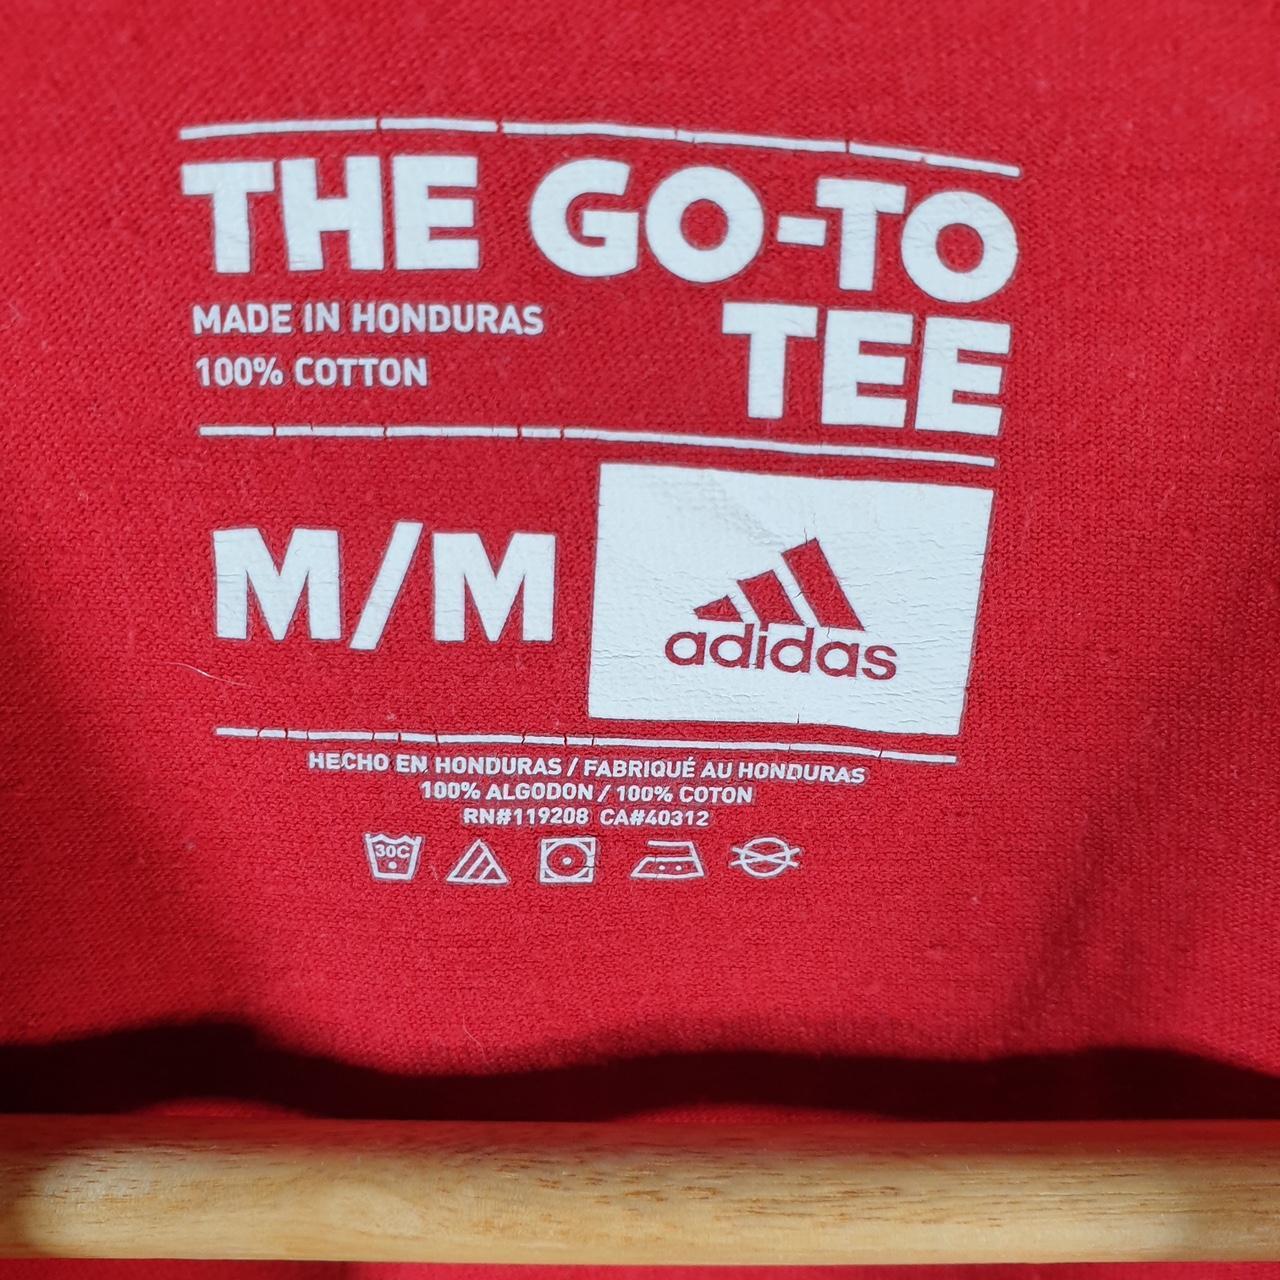 THE GO-TO
TEE
MADE IN HONDURAS
100% COTTON
M/M
adidas
HECHO EN HONDURAS / FABRIQUÉ AU HONDURAS
100% ALGODON / 100% COTON
RN#119208 CA#40312
30C